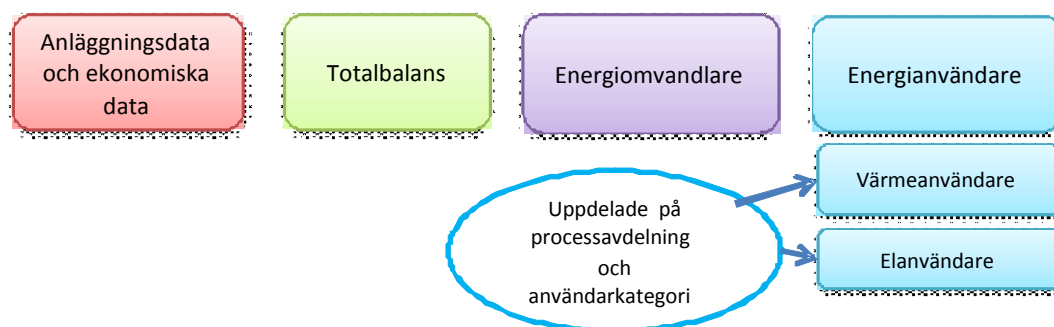 Anläggningsdata
och ekonomiska
data
Totalbalans
Energiomvandlare
Energianvändare
Värmeanvändare
Uppdelade på
processavdelning
och
användarkategori
Elanvändare